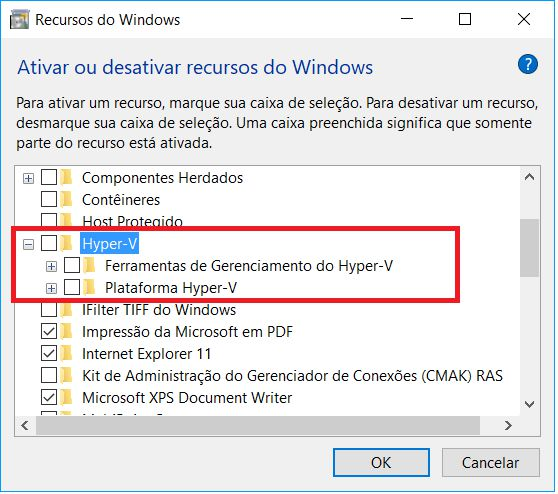 Recursos do Windows
Ativar ou desativar recursos do Windows
Para ativar um recurso, marque sua caixa de seleção. Para desativar um recurso,
desmarque sua caixa de seleção. Uma caixa preenchida significa que somente
parte do recurso está ativada.
Componentes Herdados
Contêineres
Host Protegido
Hyper-V
Ferramentas de Gerenciamento do Hyper-V
Plataforma Hyper-V
IFilter TIFF do Windows
Impressão da Microsoft em PDF
Internet Explorer 11
Kit de Administração do Gerenciador de Conexões (CMAK) RAS
Microsoft XPS Document Writer
OK
Cancelar